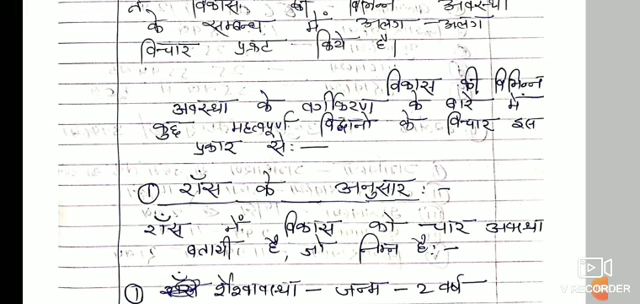 ने विकास की विभिन्न अवस्था
के सम्बन्ध में अलग-अलग
विचार प्रकट किये है।
विकास की विभिन्न
अवस्था के वर्गीकरण के बारे में
कुछ महत्वपूर्ण विद्वानो के विचार इस
प्रकार से:—
① रॉस के अनुसार:-
रॉस ने विकास को चार अवस्था
बतायी है, जो निम्न है:-
① शैशवावस्था - जन्म - 2 वर्ष
V RECORDER